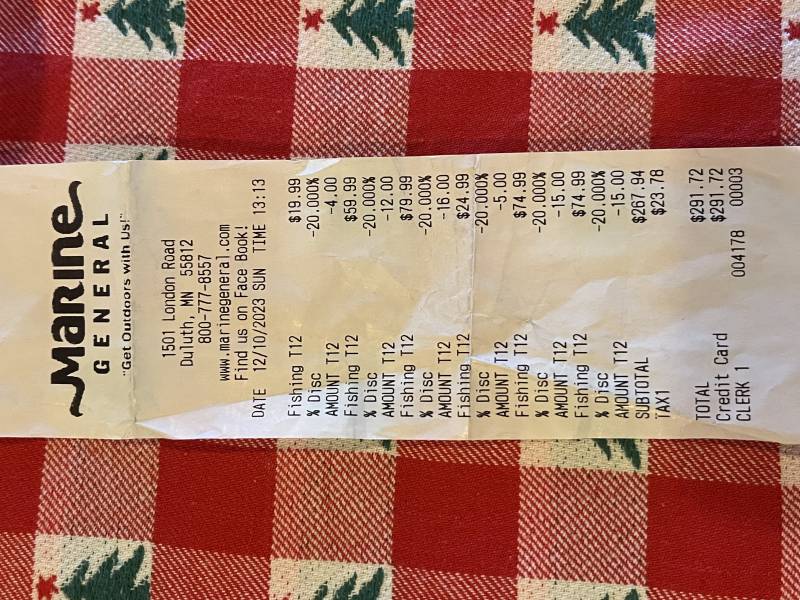 Marine
GENERAL
"Get Outdoors with Us!"
1501 London Road
Duluth, MN 55812
800-777-8557
www.marinegeneral.com
Find us on Face Book!
DATE 12/10/2023 SUN TIME 13:13
Fishing T12 $19.99
% Disc -20.000%
AMOUNT T12 -4.00
Fishing T12 $59.99
% Disc -20.000%
AMOUNT T12 -12.00
Fishing T12 $79.99
% Disc -20.000%
AMOUNT T12 -16.00
Fishing T12 $24.99
% Disc -20.000%
AMOUNT T12 -5.00
Fishing T12 $74.99
% Disc -20.000%
AMOUNT T12 -15.00
Fishing T12 $74.99
% Disc -20.000%
AMOUNT T12 -15.00
SUBTOTAL $267.94
TAX1 $23.78
TOTAL $291.72
Credit Card $291.72
CLERK 1 004178 00003